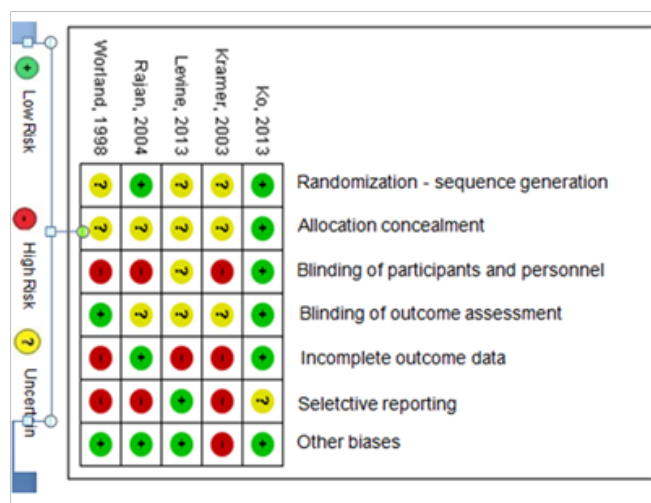 Worland, 1998
Rajan, 2004
Levine, 2013
Kramer, 2003
Ko, 2013
? + ? ? + Randomization - sequence generation
? ? ? ? + Allocation concealment
- - ? - + Blinding of participants and personnel
+ ? ? ? + Blinding of outcome assessment
- + - - + Incomplete outcome data
- - + - ? Seletctive reporting
+ + + - + Other biases
+ Low Risk
- High Risk
? Uncertain